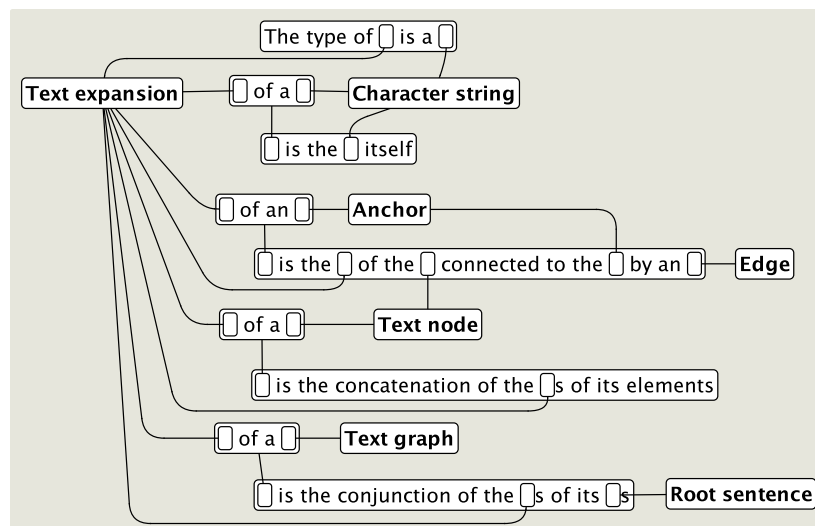 The type of is a
Text expansion of a Character string
is the itself
of an Anchor
is the of the connected to the by an Edge
of a Text node
is the concatenation of the s of its elements
of a Text graph
is the conjunction of the s of its s Root sentence